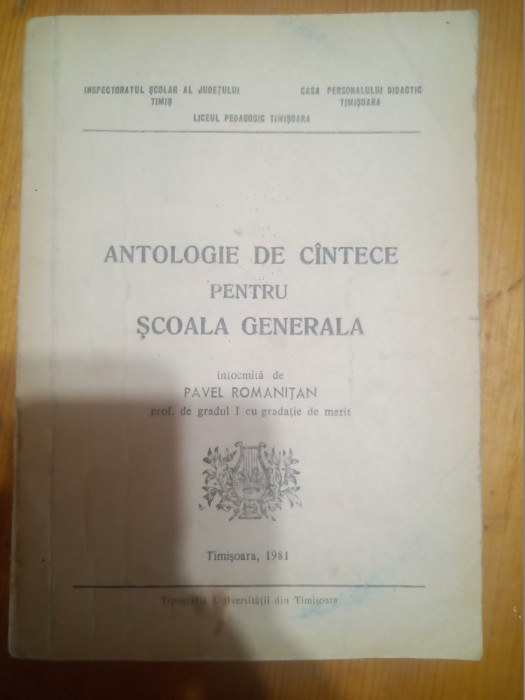 INSPECTORATUL ŞCOLAR AL JUDEŢULUI
TIMIŞ
CASA PERSONALULUI DIDACTIC
TIMIŞOARA
LICEUL PEDAGOGIC TIMIŞOARA
ANTOLOGIE DE CÎNTECE
PENTRU
ŞCOALA GENERALA
întocmită de
PAVEL ROMANIŢAN
prof. de gradul I cu gradaţie de merit
Timişoara, 1981
Tipografia Universităţii din Timişoara